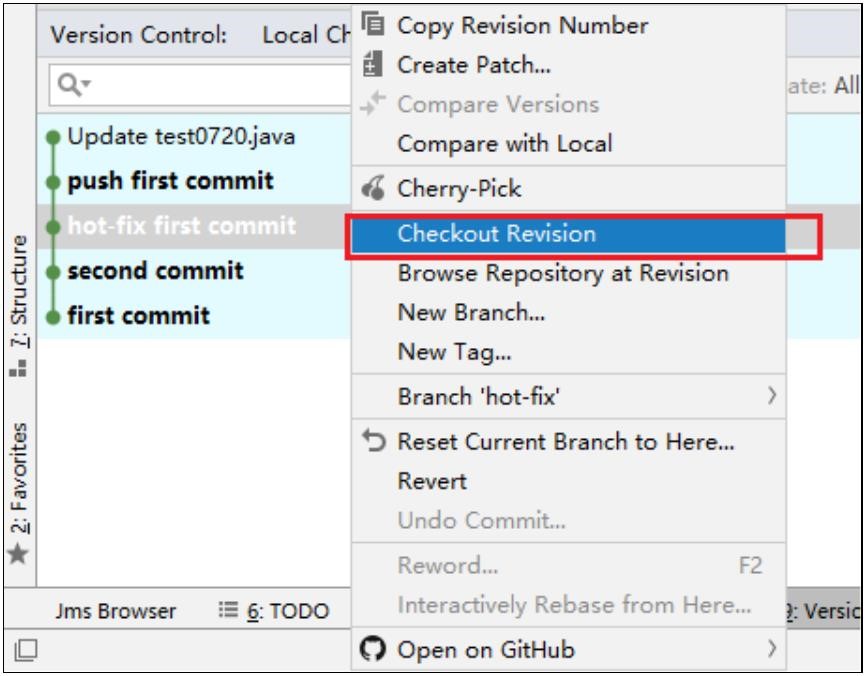 Version Control:
Local Ch
ate: All
Update test0720.java
push first commit
hot-fix first commit
second commit
first commit
Copy Revision Number
Create Patch...
Compare Versions
Compare with Local
Cherry-Pick
Checkout Revision
Browse Repository at Revision
New Branch...
New Tag...
Branch 'hot-fix'
Reset Current Branch to Here...
Revert
Undo Commit...
Reword... F2
Interactively Rebase from Here...
Open on GitHub
7: Structure
2: Favorites
Jms Browser
6: TODO
9: Versio